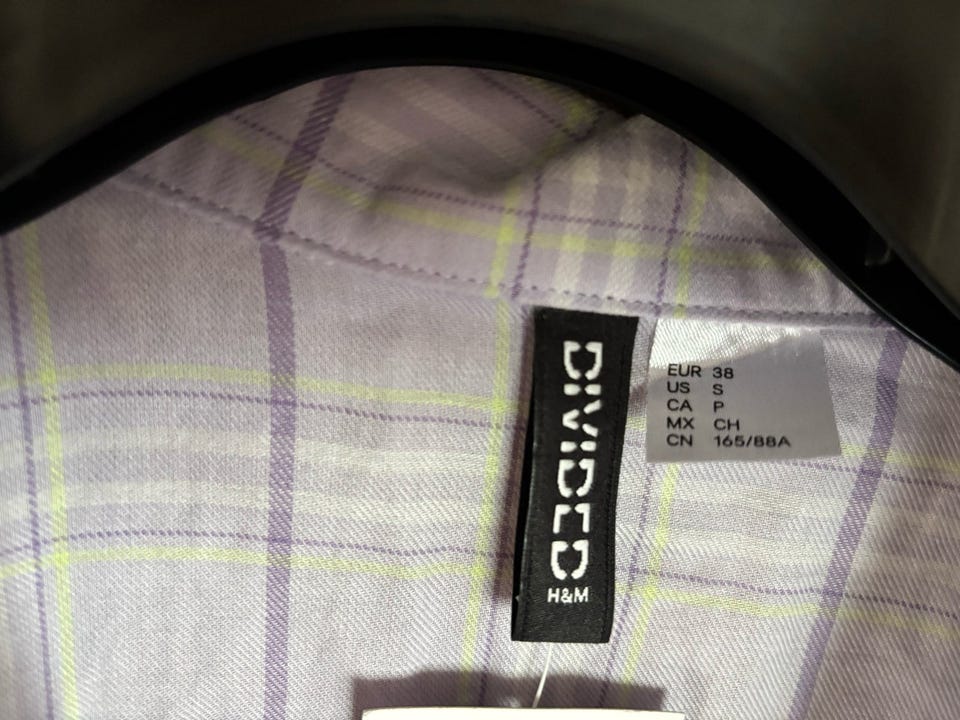 DIVIDED
H&M
EUR 38
US S
CA P
MX CH
CN 165/88A